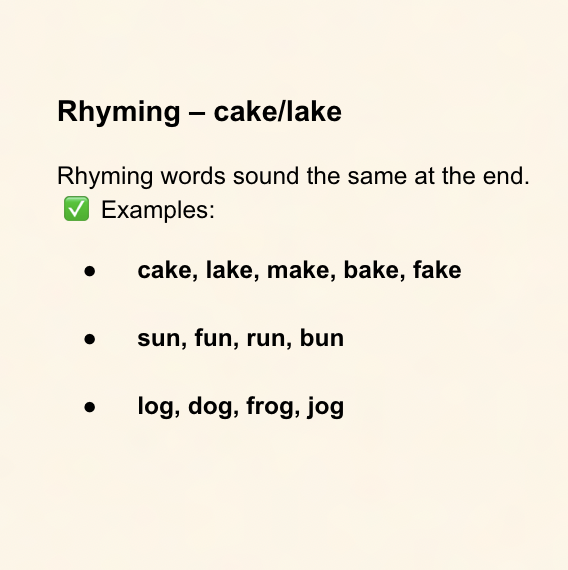 Rhyming – cake/lake
Rhyming words sound the same at the end.
✅ Examples:
● cake, lake, make, bake, fake
● sun, fun, run, bun
● log, dog, frog, jog